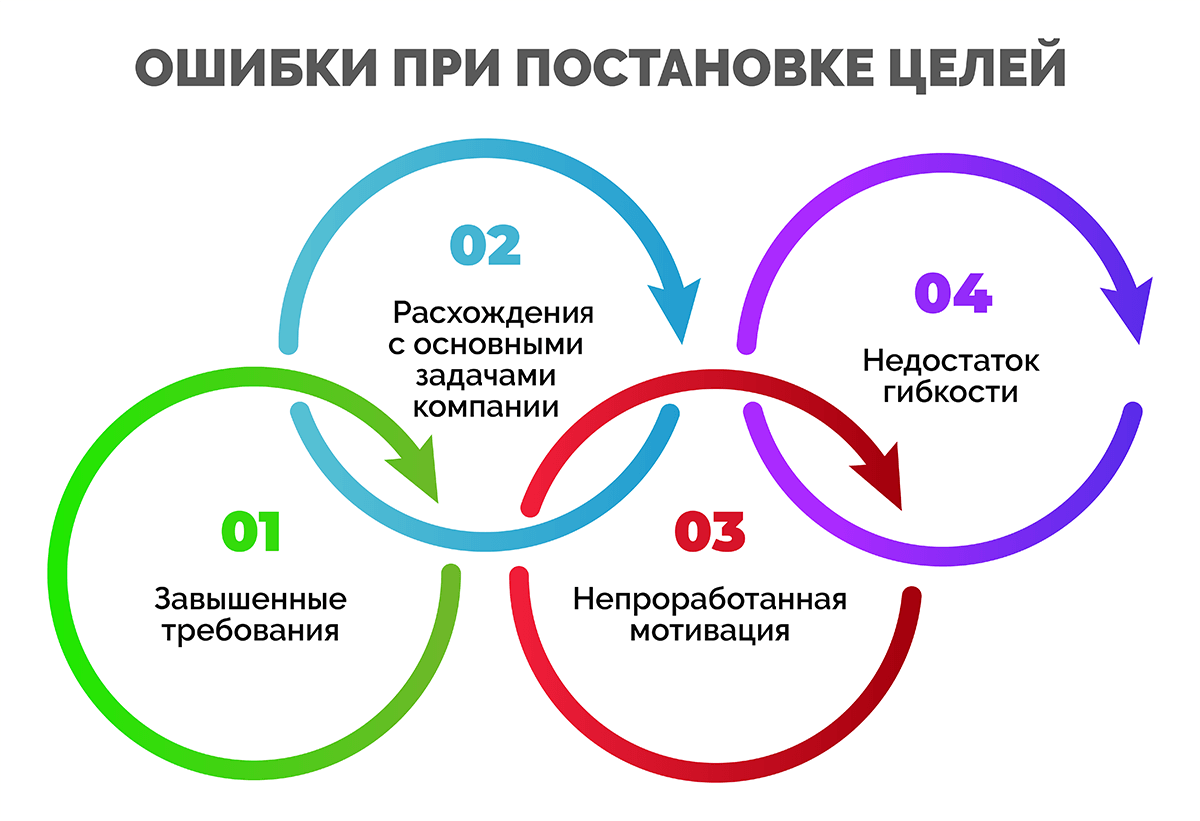 ОШИБКИ ПРИ ПОСТАНОВКЕ ЦЕЛЕЙ
01
Завышенные
требования
02
Расхождения
с основными
задачами
компании
03
Непроработанная
мотивация
04
Недостаток
гибкости